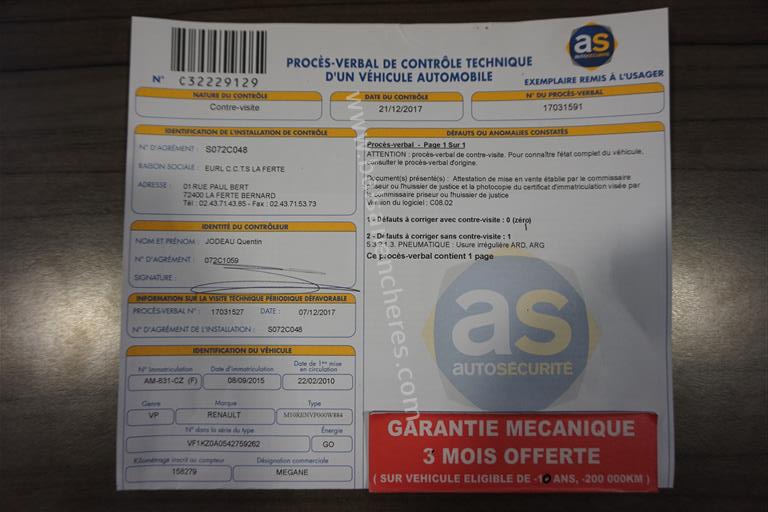 N° C32229129
PROCÈS-VERBAL DE CONTRÔLE TECHNIQUE
D'UN VÉHICULE AUTOMOBILE
as
AUTOSÉCURITÉ
EXEMPLAIRE REMIS À L'USAGER
NATURE DU CONTRÔLE
Contre-visite
DATE DU CONTRÔLE
21/12/2017
N° DU PROCÈS-VERBAL
17031591
IDENTIFICATION DE L'INSTALLATION DE CONTRÔLE
N° D'AGRÉMENT : S072C048
RAISON SOCIALE : EURL C.C.T.S LA FERTE
ADRESSE : 01 RUE PAUL BERT
72400 LA FERTE BERNARD
Tél : 02.43.71.43.85 - Fax : 02.43.71.53.73
IDENTITÉ DU CONTRÔLEUR
NOM ET PRÉNOM : JODEAU Quentin
N° D'AGRÉMENT : 072C1059
SIGNATURE :
INFORMATION SUR LA VISITE TECHNIQUE PÉRIODIQUE DÉFAVORABLE
PROCÈS-VERBAL N° : 17031527 DATE : 07/12/2017
N° D'AGRÉMENT DE L'INSTALLATION : S072C048
IDENTIFICATION DU VÉHICULE
N° Immatriculation Date d'immatriculation Date de 1ère mise
en circulation
AM-831-CZ (F) 08/09/2015 22/02/2010
Genre Marque Type
VP RENAULT M10RENVP000W884
N° dans la série du type Énergie
VF1KZ0A0542759262 GO
Kilométrage inscrit au compteur Désignation commerciale
158279 MEGANE
DÉFAUTS OU ANOMALIES CONSTATÉS
Procès-verbal - Page 1 Sur 1
ATTENTION : procès-verbal de contre-visite. Pour connaître l'état complet du véhicule,
consulter le procès-verbal d'origine.
Document(s) présenté(s) : Attestation de mise en vente établie par le commissaire
priseur ou l'huissier de justice et la photocopie du certificat d'immatriculation visée par
le commissaire priseur ou l'huissier de justice
Version du logiciel : C08.02
1 - Défauts à corriger avec contre-visite : 0 (zéro)
2 - Défauts à corriger sans contre-visite : 1
5.3.2.1.3. PNEUMATIQUE : Usure irrégulière ARD, ARG
Ce procès-verbal contient 1 page
as
AUTOSÉCURITÉ
GARANTIE MECANIQUE
3 MOIS OFFERTE
( SUR VEHICULE ELIGIBLE DE -10 ANS, -200 000KM )